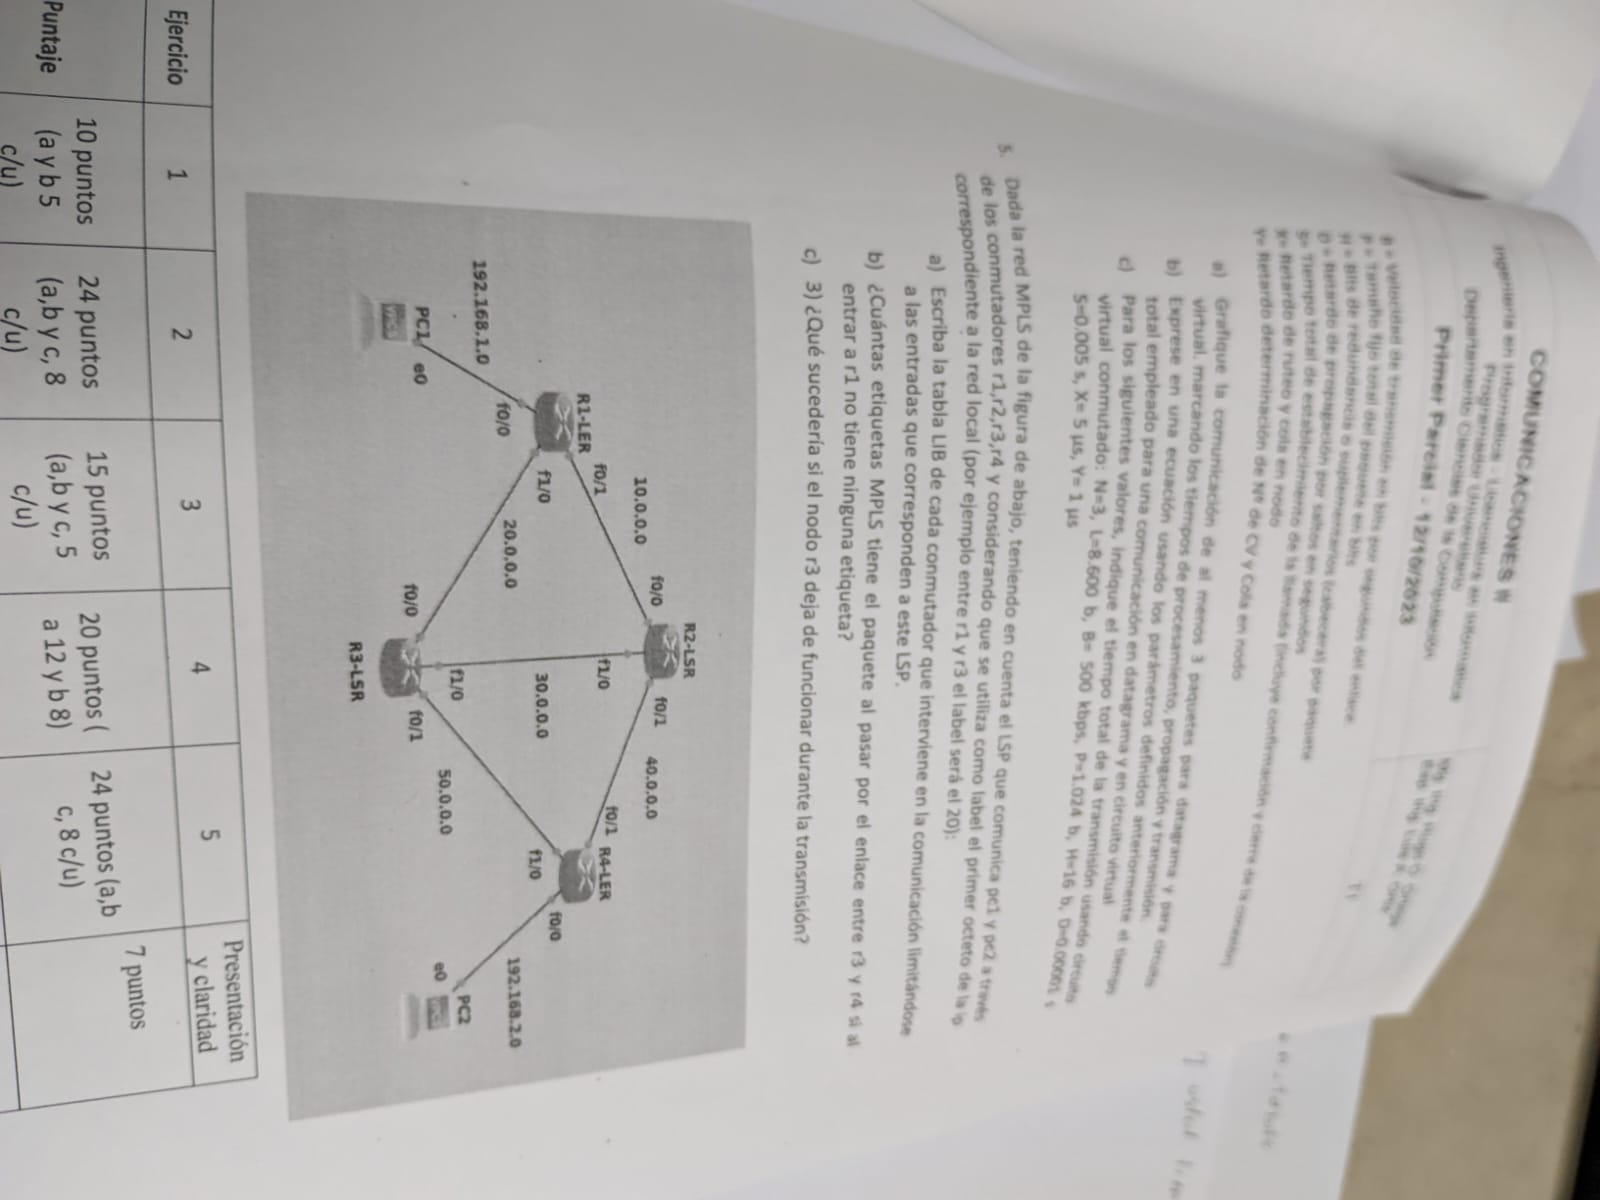 COMUNICACIONES II
Ingeniería en Informática - Licenciatura en Informática
Programador Universitario
Departamento Ciencias de la Computación
Primer Parcial - 12/10/2023
Mg. Ing. Hugo O. Ortega
Esp. Ing. Luis A.
T1
B = Velocidad de transmisión en bits por segundos del enlace.
P = Tamaño fijo total del paquete en bits
H = Bits de redundancia o suplementarios (cabecera) por paquete
D = Retardo de propagación por saltos en segundos
S= Tiempo total de establecimiento de la llamada (incluye confirmación y cierre de la conexión)
X= Retardo de ruteo y cola en nodo
Y= Retardo determinación de Nº de CV y Cola en nodo
a) Grafique la comunicación de al menos 3 paquetes para datagrama y para circuito
virtual. marcando los tiempos de procesamiento, propagación y transmisión.
b) Exprese en una ecuación usando los parámetros definidos anteriormente el tiempo
total empleado para una comunicación en datagrama y en circuito virtual
c) Para los siguientes valores, indique el tiempo total de la transmisión usando circuito
virtual conmutado: N=3, L=8.600 b, B= 500 kbps, P=1.024 b, H=16 b, D=0.00001 s
S=0.005 s, X= 5 µs, Y= 1 µs
5. Dada la red MPLS de la figura de abajo, teniendo en cuenta el LSP que comunica pc1 y pc2 a través
de los conmutadores r1,r2,r3,r4 y considerando que se utiliza como label el primer octeto de la ip
correspondiente a la red local (por ejemplo entre r1 y r3 el label será el 20):
a) Escriba la tabla LIB de cada conmutador que interviene en la comunicación limitándose
a las entradas que corresponden a este LSP.
b) ¿Cuántas etiquetas MPLS tiene el paquete al pasar por el enlace entre r3 y r4 si al
entrar a r1 no tiene ninguna etiqueta?
c) 3) ¿Qué sucedería si el nodo r3 deja de funcionar durante la transmisión?
R2-LSR
f0/0 f0/1 40.0.0.0
10.0.0.0
f0/1 f1/0 f0/1 R4-LER
R1-LER
f1/0 30.0.0.0 f1/0 f0/0
f0/0 20.0.0.0 192.168.2.0
192.168.1.0
f1/0 50.0.0.0 PC2
PC1 e0 f0/0 f0/1 e0
VPCS VPCS
R3-LSR
Ejercicio 1 2 3 4 5 Presentación
y claridad
Puntaje 10 puntos 24 puntos 15 puntos 20 puntos ( 24 puntos (a,b 7 puntos
(a y b 5 (a,b y c, 8 (a,b y c, 5 a 12 y b 8) c, 8 c/u)
c/u) c/u) c/u)